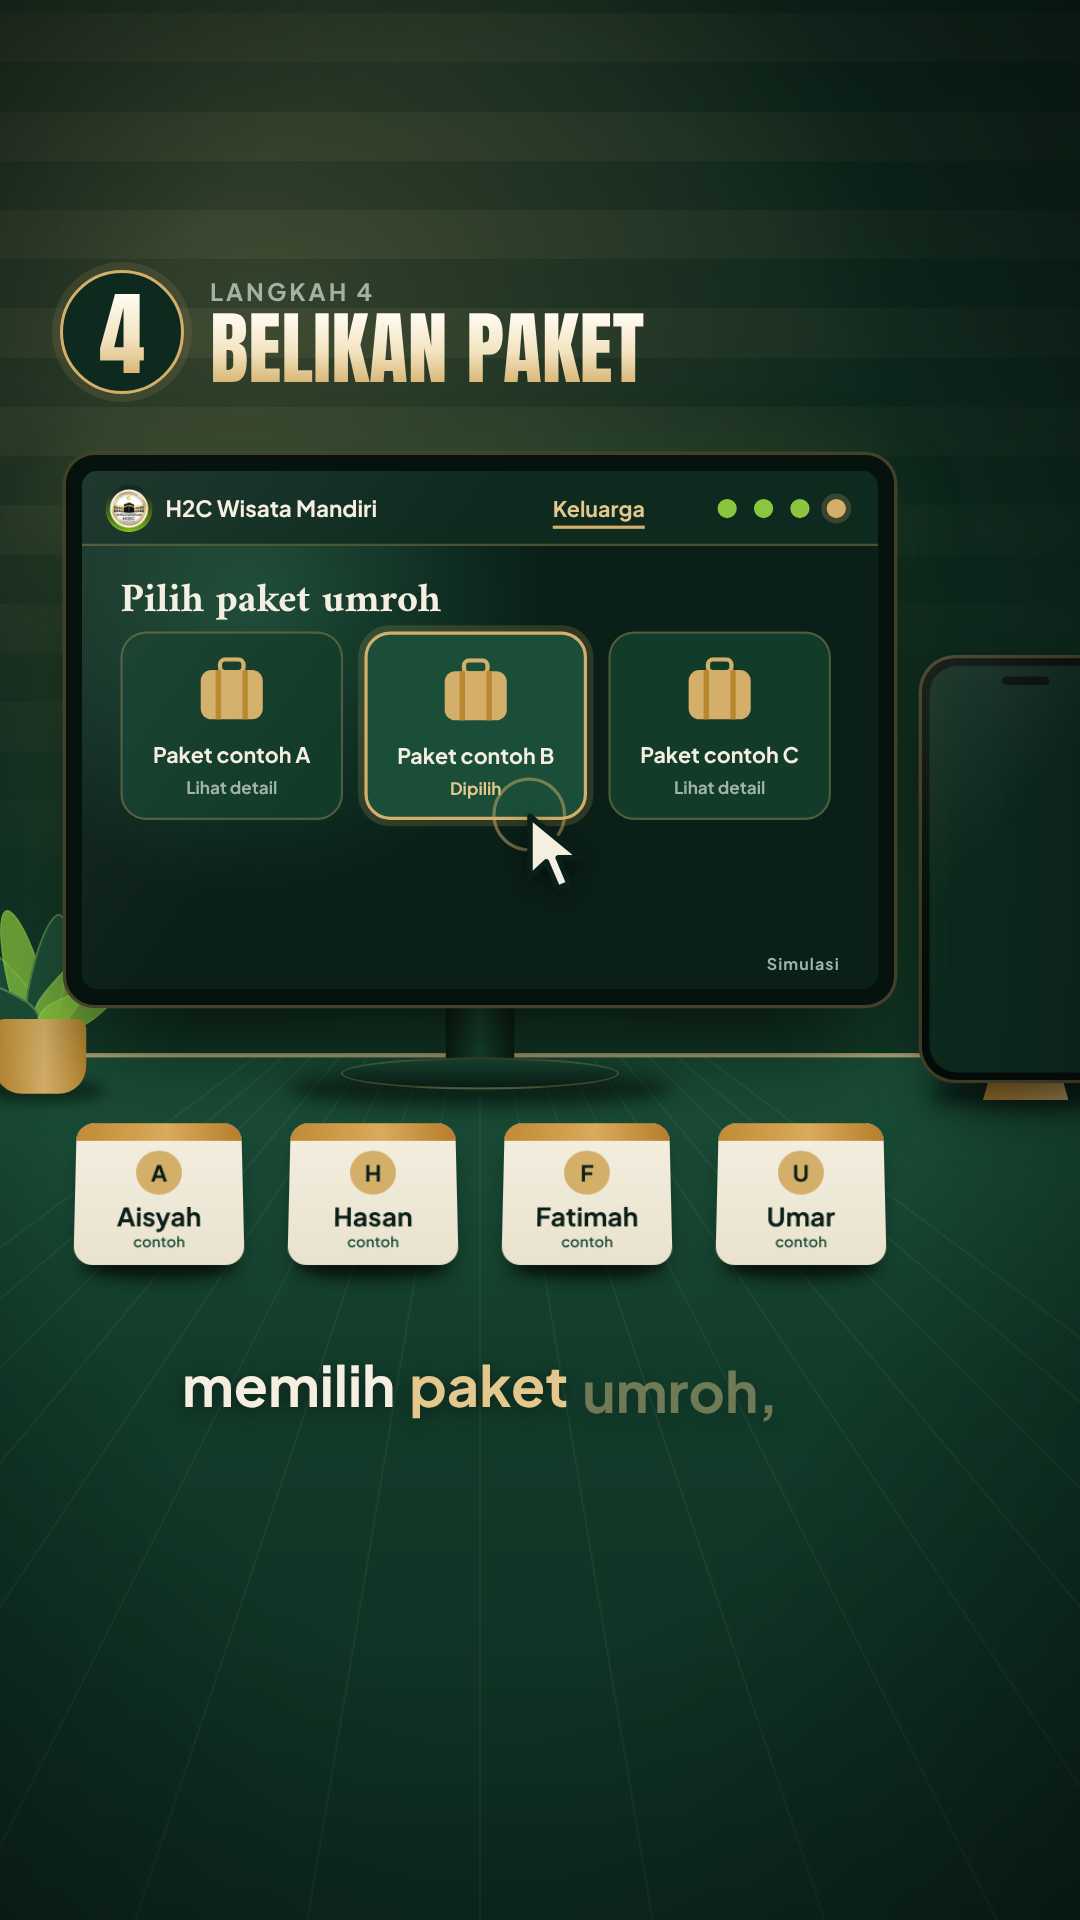 4
LANGKAH 4
BELIKAN PAKET
H2C Wisata Mandiri
Keluarga
Pilih paket umroh
Paket contoh A
Lihat detail
Paket contoh B
Dipilih
Paket contoh C
Lihat detail
Simulasi
A
Aisyah
contoh
H
Hasan
contoh
F
Fatimah
contoh
U
Umar
contoh
memilih paket umroh,